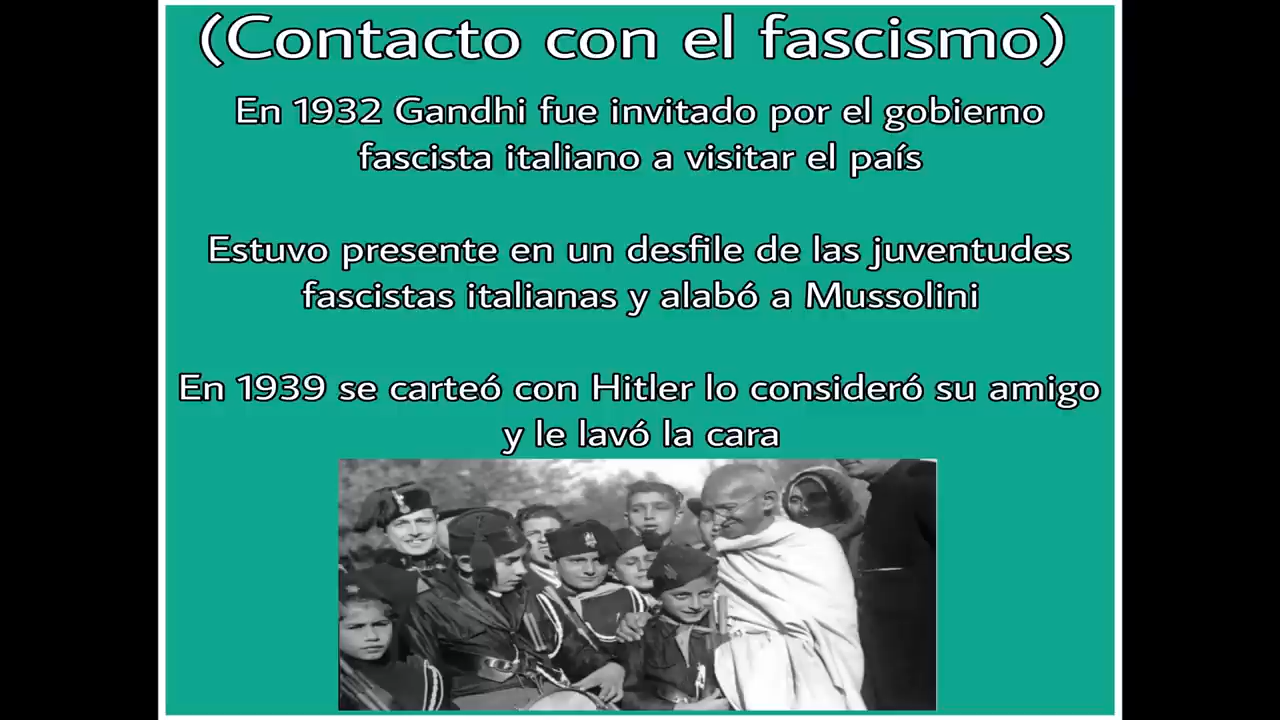 (Contacto con el fascismo)
En 1932 Gandhi fue invitado por el gobierno
fascista italiano a visitar el país
Estuvo presente en un desfile de las juventudes
fascistas italianas y alabó a Mussolini
En 1939 se carteó con Hitler lo consideró su amigo
y le lavó la cara